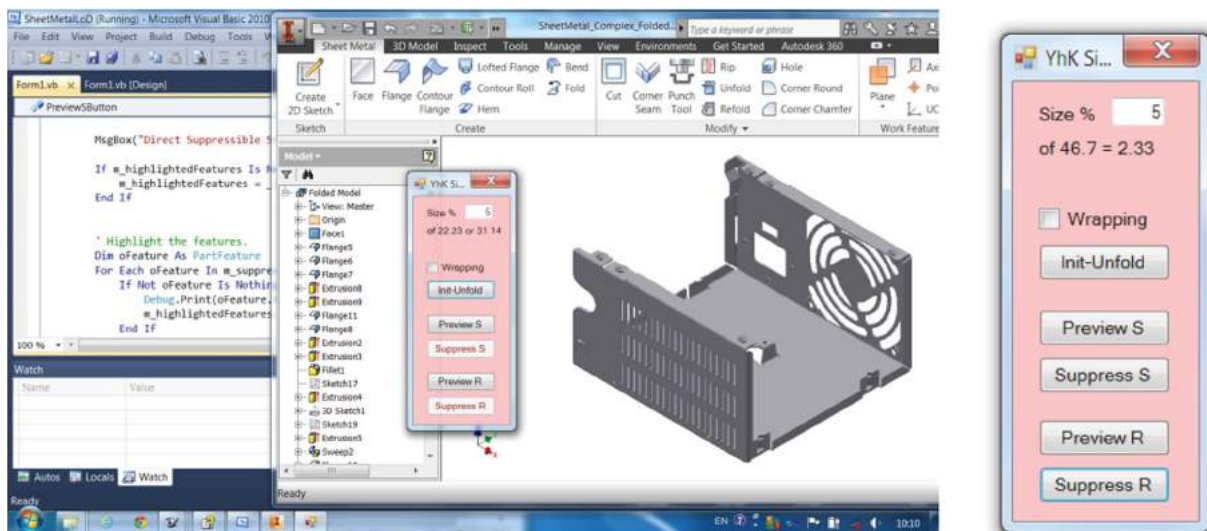 SheetMetalLoD (Running) - Microsoft Visual Basic 2010
File Edit View Project Build Debug Tools
Form1.vb × Form1.vb [Design]
PreviewSButton
MsgBox("Direct Suppressible S
If m_highlightedFeatures Is N
m_highlightedFeatures = _
End If
' Highlight the features.
Dim oFeature As PartFeature
For Each oFeature In m_suppre
If Not oFeature Is Nothin
Debug.Print(oFeature.
m_highlightedFeatures
End If
100 %
Watch
Name Value
Autos Locals Watch
Ready
SheetMetal_Complex_Folded... Type a keyword or phrase
Sheet Metal 3D Model Inspect Tools Manage View Environments Get Started Autodesk 360
Create 2D Sketch
Face Flange Contour Flange
Lofted Flange Bend
Contour Roll Fold
Hem
Cut Corner Seam Punch Tool
Rip Hole
Unfold Corner Round
Refold Corner Chamfer
Plane
Axi
Poi
UC
Sketch Create Modify Work Feature
Model
Folded Model
View: Master
Origin
Face1
Flange5
Flange6
Flange7
Extrusion8
Extrusion9
Flange11
Flange8
Extrusion2
Extrusion3
Fillet1
Sketch17
Extrusion4
3D Sketch1
Sketch19
Extrusion5
Sweep2
Ready
YhK Si...
Size % 5
of 22.23 or 31.14
Wrapping
Init-Unfold
Preview S
Suppress S
Preview R
Suppress R
EN 10:10
YhK Si...
Size % 5
of 46.7 = 2.33
Wrapping
Init-Unfold
Preview S
Suppress S
Preview R
Suppress R